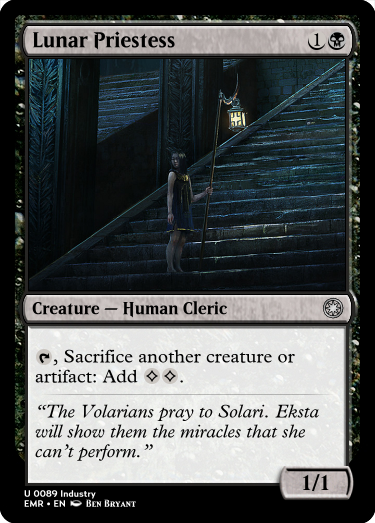 Lunar Priestess 1
Creature — Human Cleric
, Sacrifice another creature or
artifact: Add .
“The Volarians pray to Solari. Eksta
will show them the miracles that she
can’t perform.”
1/1
U 0089 Industry
EMR • EN Ben Bryant